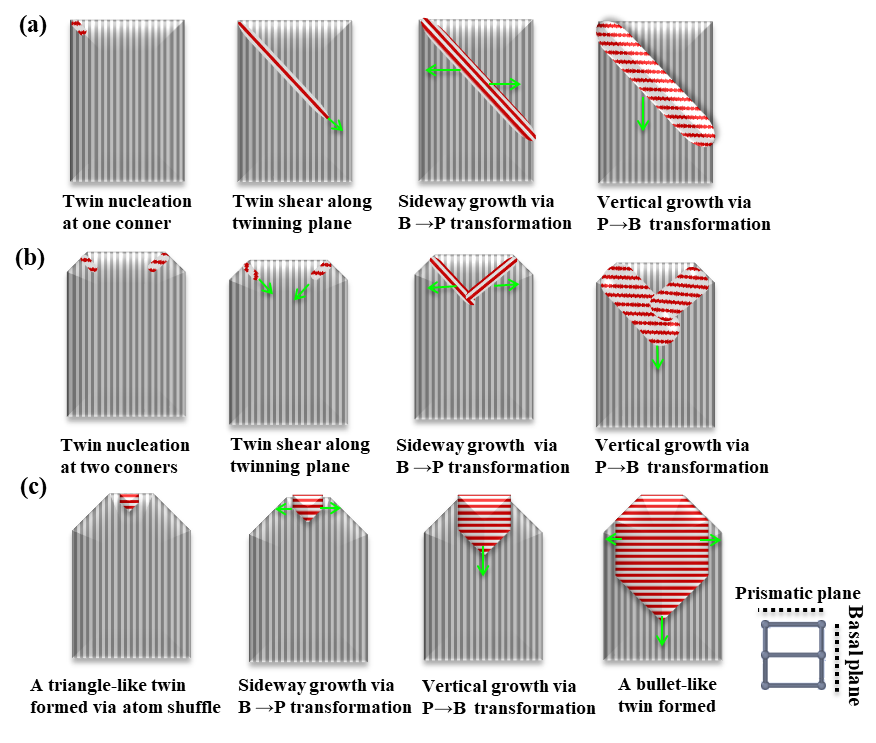 (a)
Twin nucleation
at one conner
Twin shear along
twinning plane
Sideway growth via
B →P transformation
Vertical growth via
P→B transformation
(b)
Twin nucleation
at two conners
Twin shear along
twinning plane
Sideway growth via
B →P transformation
Vertical growth via
P→B transformation
(c)
A triangle-like twin
formed via atom shuffle
Sideway growth via
B →P transformation
Vertical growth via
P→B transformation
A bullet-like
twin formed
Prismatic plane
Basal plane